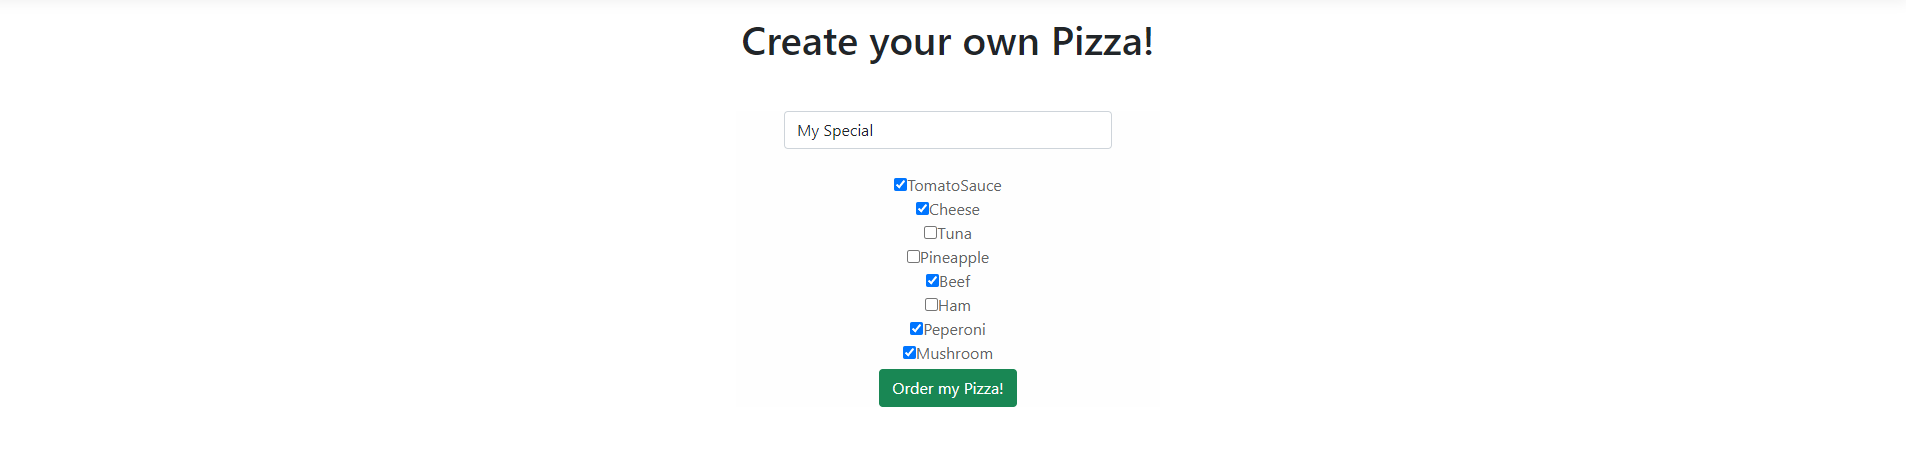 Create your own Pizza!
My Special
TomatoSauce
Cheese
Tuna
Pineapple
Beef
Ham
Peperoni
Mushroom
Order my Pizza!